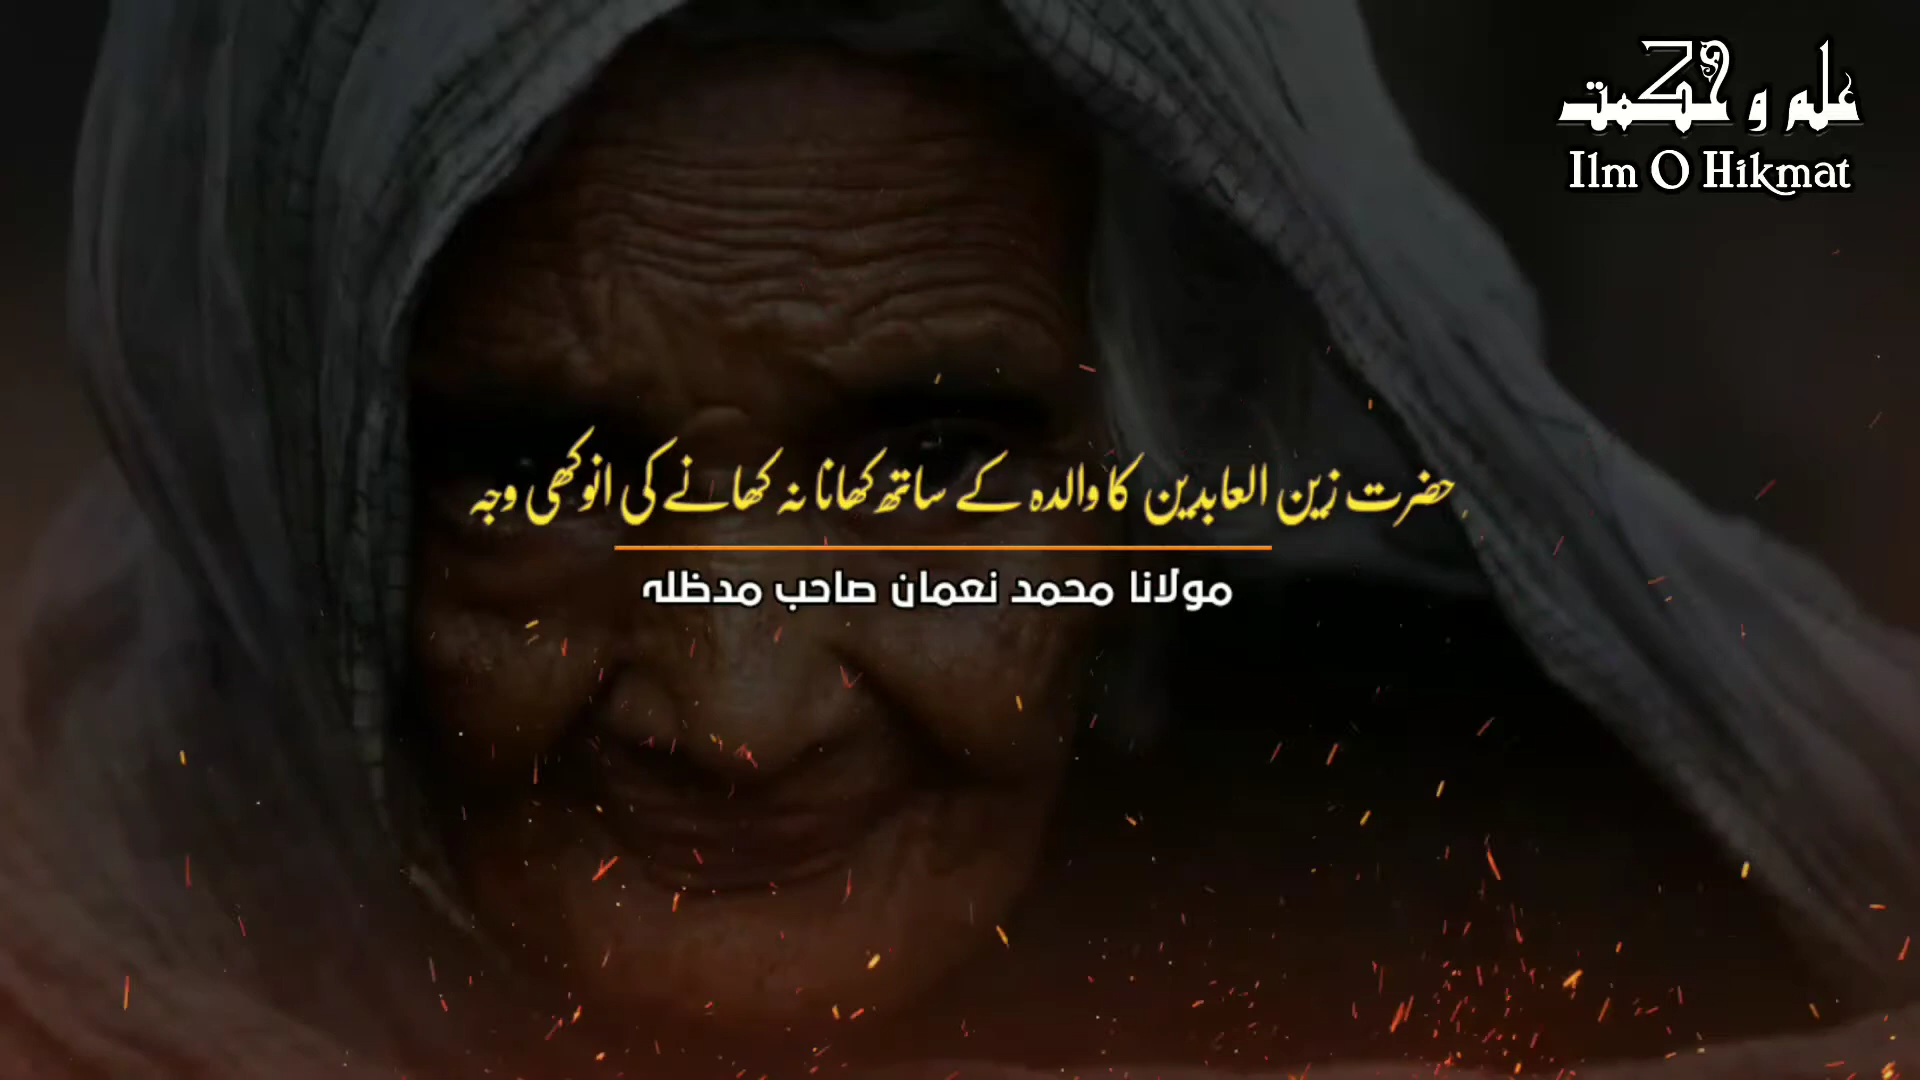 علم و حکمت
Ilm O Hikmat
حضرت زین العابدین کا والدہ کے ساتھ کھانا نہ کھانے کی انوکھی وجہ
مولانا محمد نعمان صاحب مدظلہ